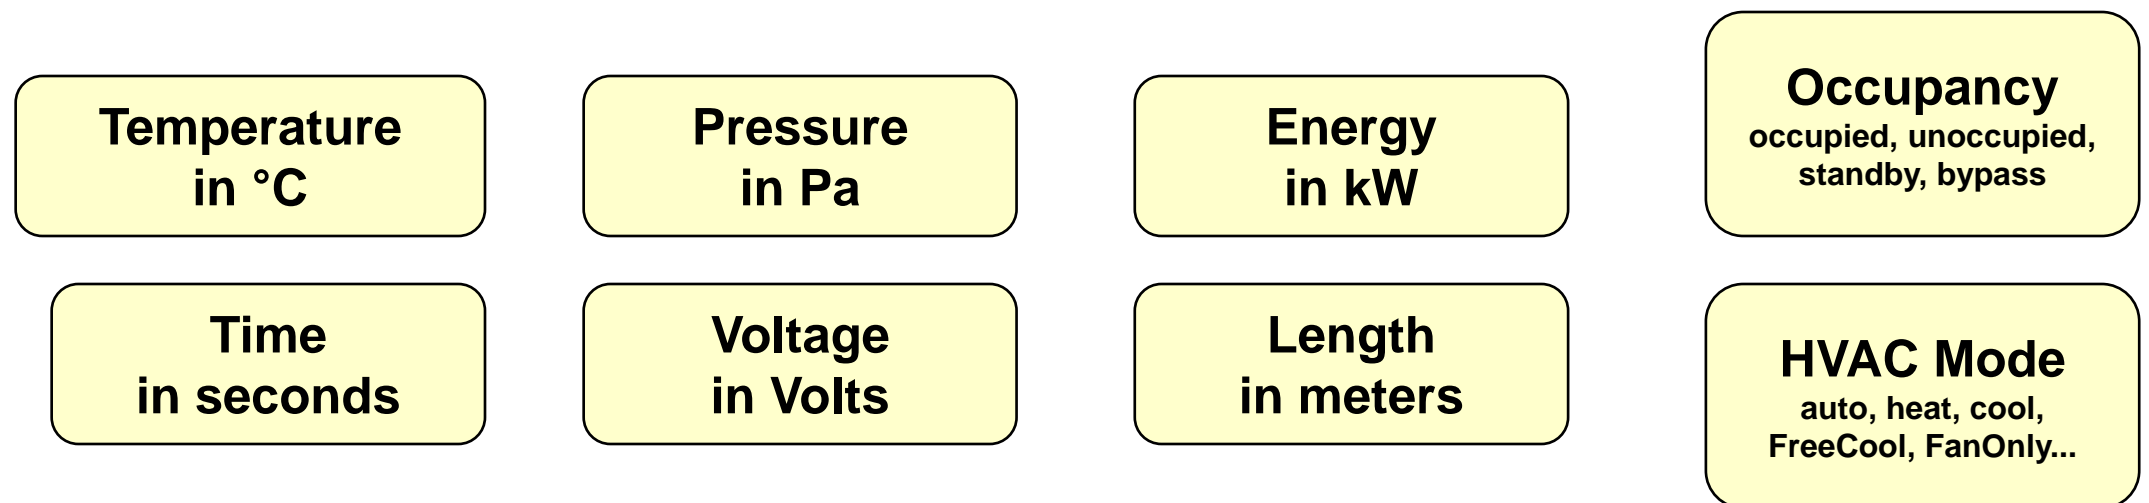 Temperature
in °C
Pressure
in Pa
Energy
in kW
Occupancy
occupied, unoccupied,
standby, bypass
Time
in seconds
Voltage
in Volts
Length
in meters
HVAC Mode
auto, heat, cool,
FreeCool, FanOnly...